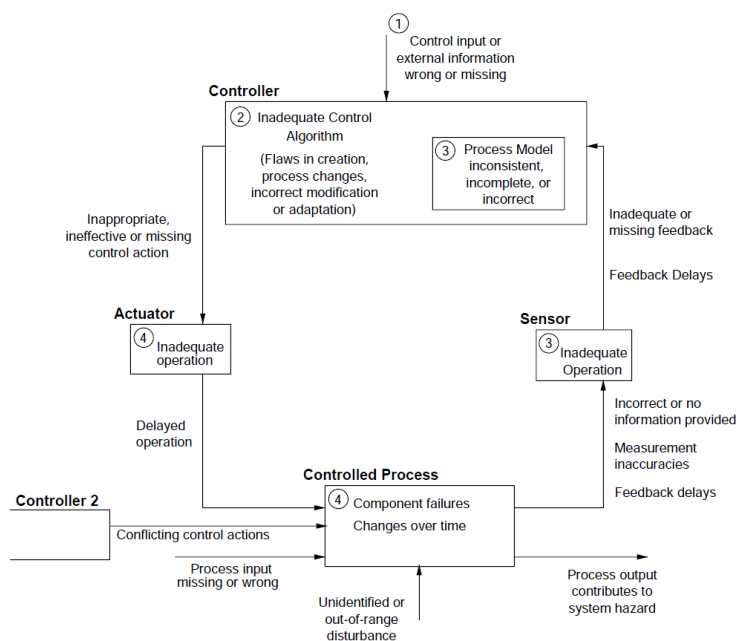 1
Control input or
external information
wrong or missing
Controller
2
Inadequate Control
Algorithm
(Flaws in creation,
process changes,
incorrect modification
or adaptation)
3
Process Model
inconsistent,
incomplete, or
incorrect
Inappropriate,
ineffective or missing
control action
Inadequate or
missing feedback
Feedback Delays
Actuator
4
Inadequate
operation
Sensor
3
Inadequate
Operation
Delayed
operation
Incorrect or no
information provided
Measurement
inaccuracies
Feedback delays
Controlled Process
4
Component failures
Changes over time
Controller 2
Conflicting control actions
Process input
missing or wrong
Unidentified or
out-of-range
disturbance
Process output
contributes to
system hazard